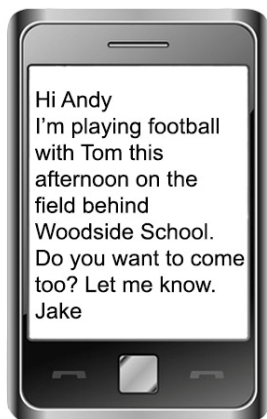 Hi Andy
I'm playing football
with Tom this
afternoon on the
field behind
Woodside School.
Do you want to come
too? Let me know.
Jake